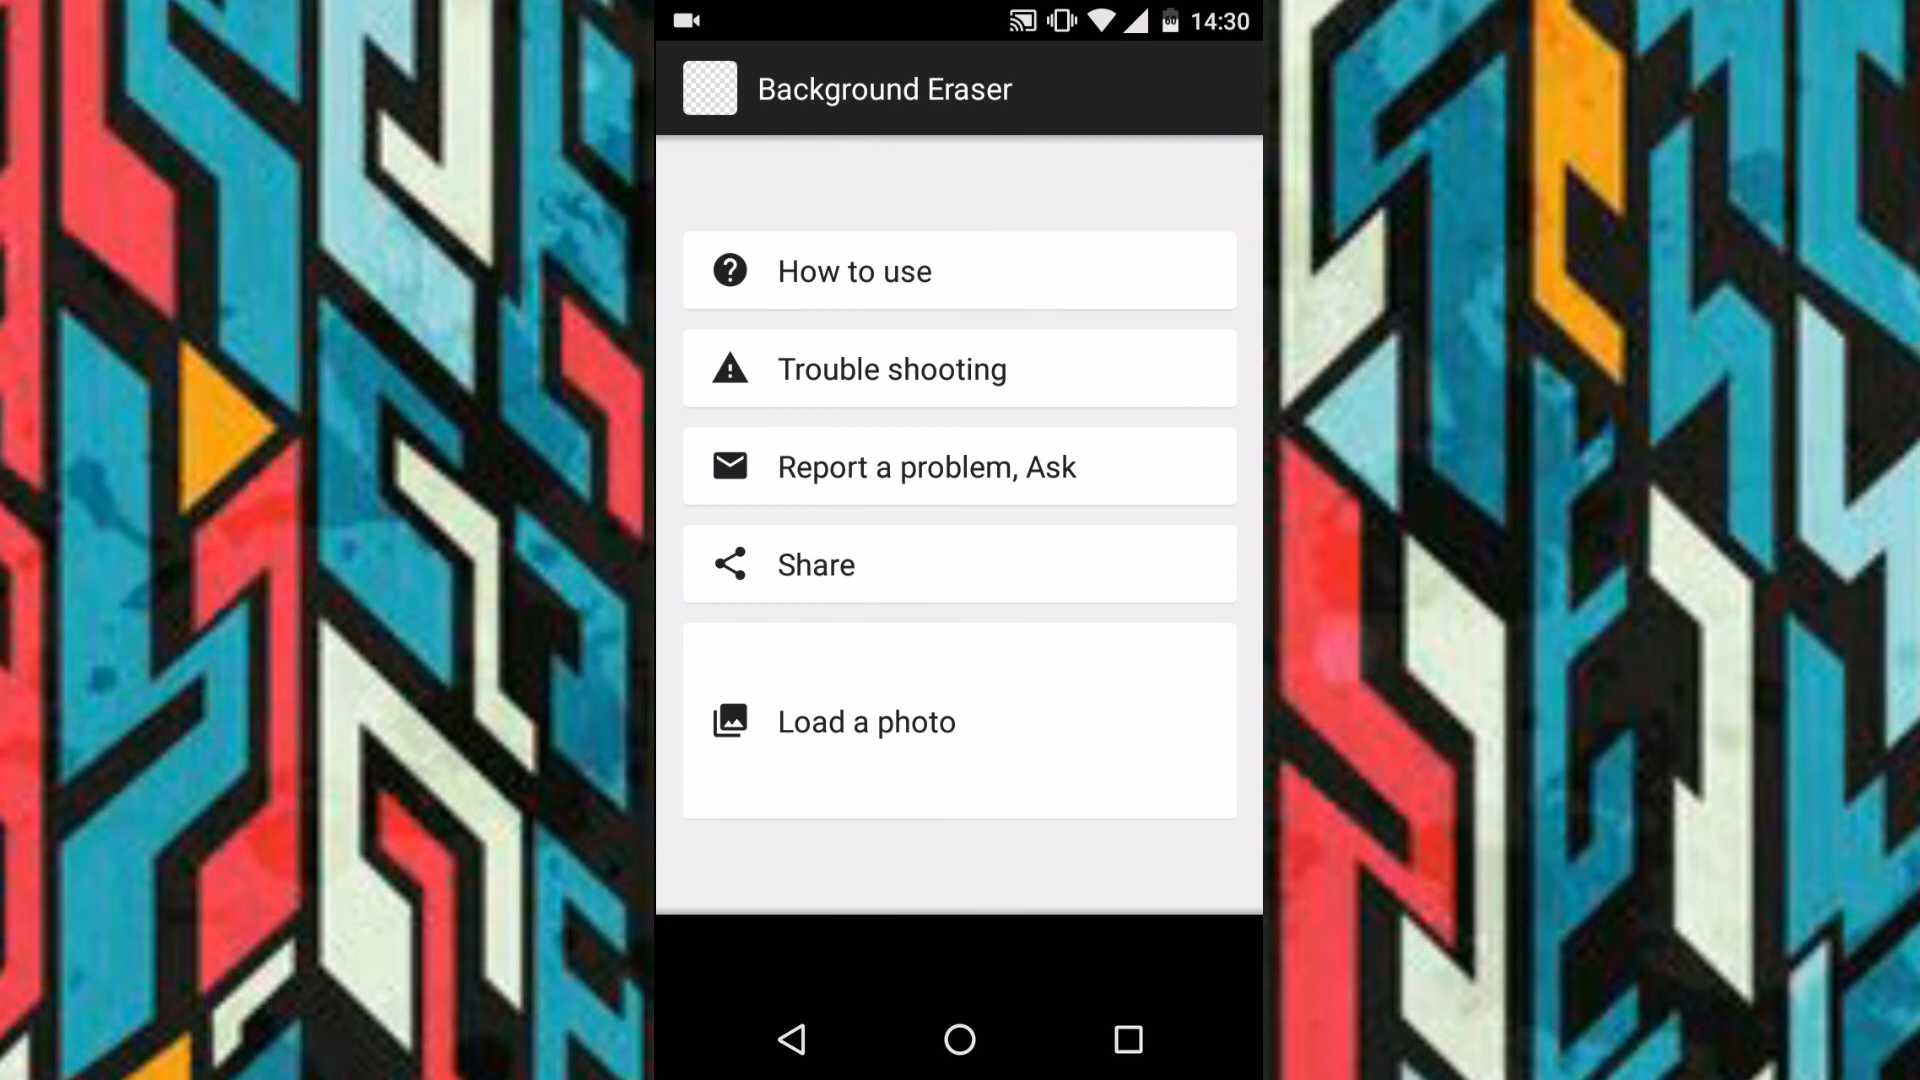 14:30
Background Eraser
How to use
Trouble shooting
Report a problem, Ask
Share
Load a photo